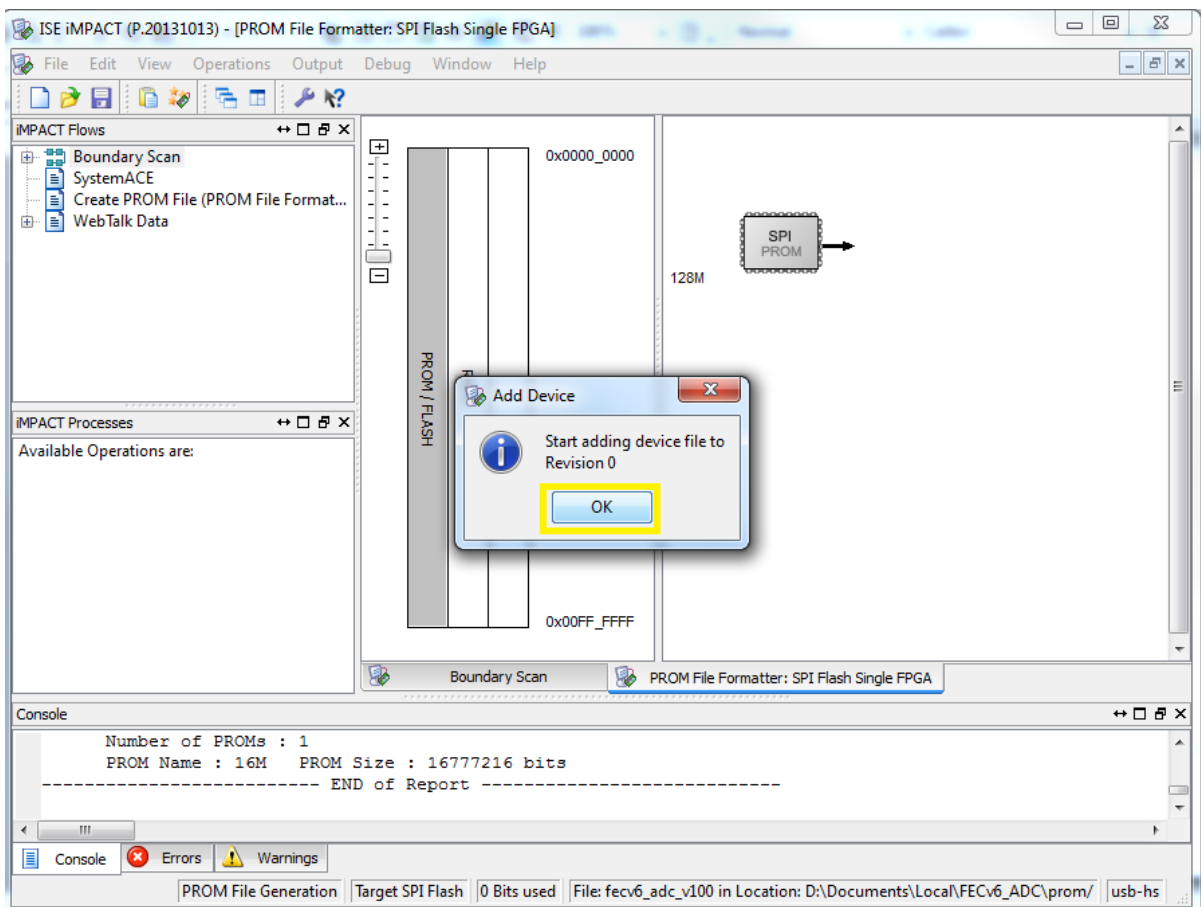 ISE iMPACT (P.20131013) - [PROM File Formatter: SPI Flash Single FPGA]
File Edit View Operations Output Debug Window Help
iMPACT Flows
Boundary Scan
SystemACE
Create PROM File (PROM File Format...
WebTalk Data
iMPACT Processes
Available Operations are:
0x0000_0000
PROM / FLASH
0x00FF_FFFF
SPI
PROM
128M
Add Device
Start adding device file to
Revision 0
OK
Boundary Scan
PROM File Formatter: SPI Flash Single FPGA
Console
Number of PROMs : 1
PROM Name : 16M PROM Size : 16777216 bits
-------------------------- END of Report ----------------------------
Console Errors Warnings
PROM File Generation Target SPI Flash 0 Bits used File: fecv6_adc_v100 in Location: D:\Documents\Local\FECv6_ADC\prom/ usb-hs